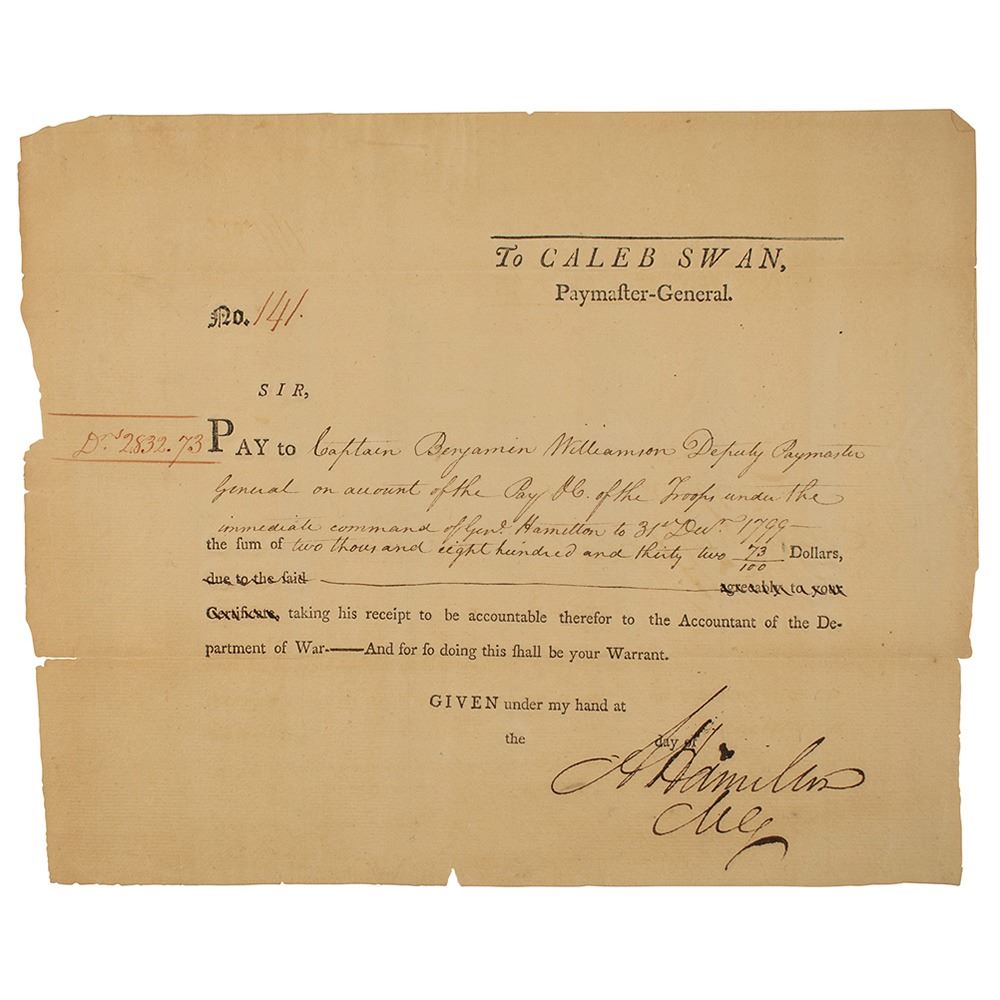 To CALEB SWAN,
Paymaſter-General.
No. 141.
SIR,
Drs 2832.73
PAY to Captain Benjamin Williamson Deputy Paymaster
General on account of the Pay &C. of the Troops under the
immediate command of Genl. Hamilton to 31st Decr. 1799—
the ſum of two thousand eight hundred and thirty two 73/100 Dollars,
due to the ſaid ——— agreeably to your
Certificate, taking his receipt to be accountable therefor to the Accountant of the De-
partment of War.——And for ſo doing this ſhall be your Warrant.
GIVEN under my hand at
the day of
A Hamilton